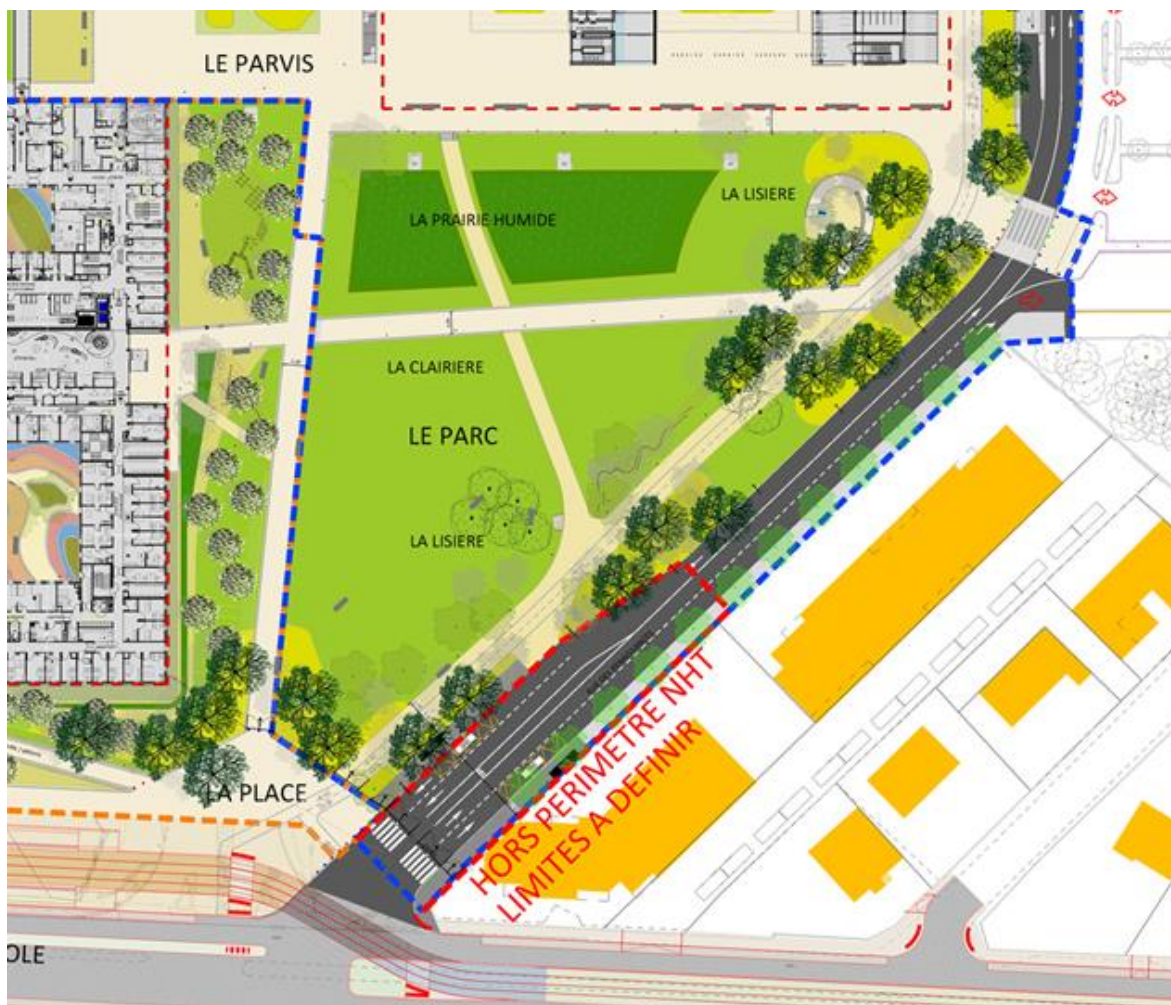 LE PARVIS
LA LISIERE
LA PRAIRIE HUMIDE
LA CLAIRIERE
LE PARC
LA LISIERE
LA PLACE
HORS PERIMETRE NHT
LIMITES A DEFINIR
OLE